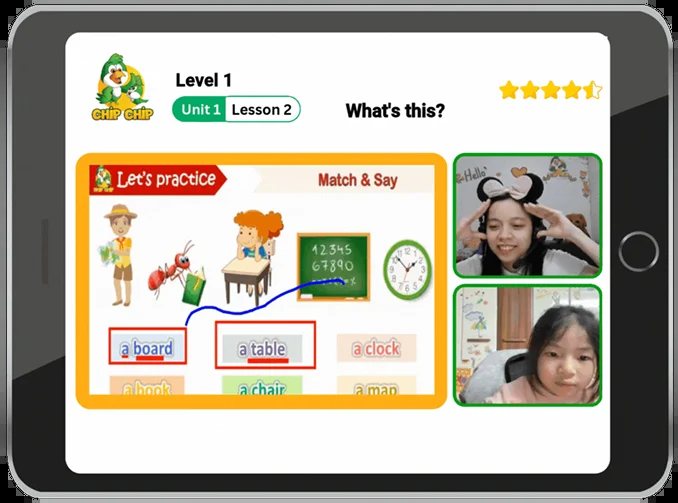 Level 1
CHIP CHIP
Unit 1 Lesson 2
What's this?
Let's practice
Match & Say
12345
67890
a board a table a clock
a book a chair a map
Hello